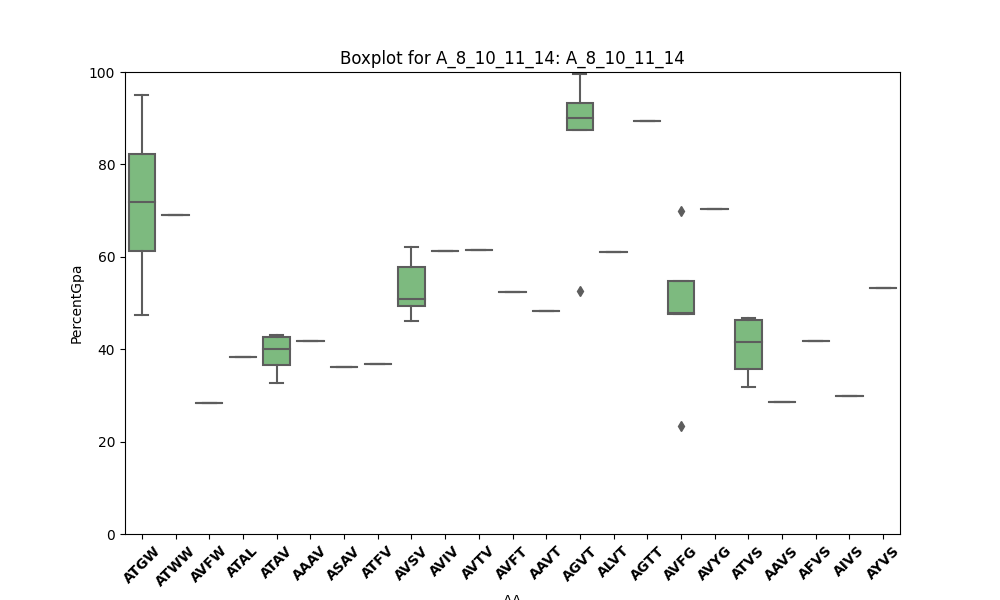 Boxplot for A_8_10_11_14: A_8_10_11_14
100
80
60
40
20
0
PercentGpa
ATGW
ATWW
AVFW
ATAL
ATAV
AAAV
ASAV
ATFV
AVSV
AVIV
AVTV
AVFT
AAVT
AGVT
ALVT
AGTT
AVFG
AVYG
ATVS
AAVS
AFVS
AIVS
AYVS
AA